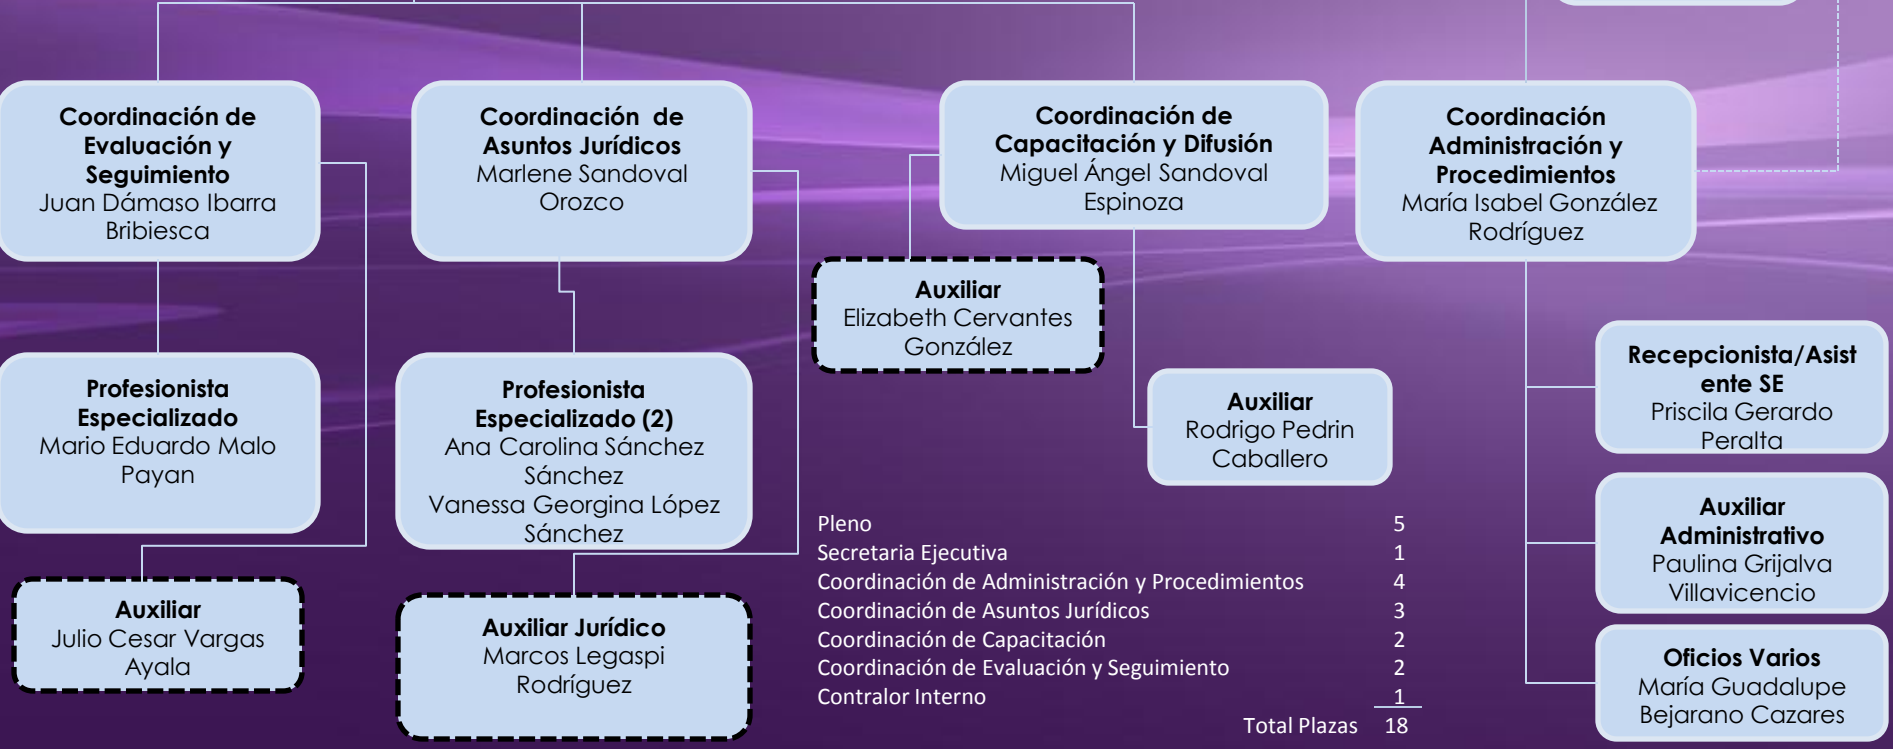 Coordinación de
Evaluación y
Seguimiento
Juan Dámaso Ibarra
Bribiesca
Coordinación de
Asuntos Jurídicos
Marlene Sandoval
Orozco
Coordinación de
Capacitación y Difusión
Miguel Ángel Sandoval
Espinoza
Coordinación
Administración y
Procedimientos
María Isabel González
Rodríguez
Auxiliar
Elizabeth Cervantes
González
Profesionista
Especializado
Mario Eduardo Malo
Payan
Profesionista
Especializado (2)
Ana Carolina Sánchez
Sánchez
Vanessa Georgina López
Sánchez
Auxiliar
Rodrigo Pedrin
Caballero
Recepcionista/Asist
ente SE
Priscila Gerardo
Peralta
Auxiliar
Administrativo
Paulina Grijalva
Villavicencio
Oficios Varios
María Guadalupe
Bejarano Cazares
Auxiliar
Julio Cesar Vargas
Ayala
Auxiliar Jurídico
Marcos Legaspi
Rodríguez
Pleno 5
Secretaria Ejecutiva 1
Coordinación de Administración y Procedimientos 4
Coordinación de Asuntos Jurídicos 3
Coordinación de Capacitación 2
Coordinación de Evaluación y Seguimiento 2
Contralor Interno 1
Total Plazas 18